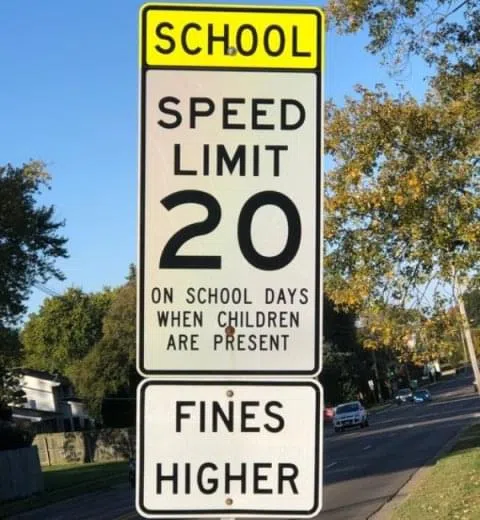 SCHOOL
SPEED
LIMIT
20
ON SCHOOL DAYS
WHEN CHILDREN
ARE PRESENT
FINES
HIGHER